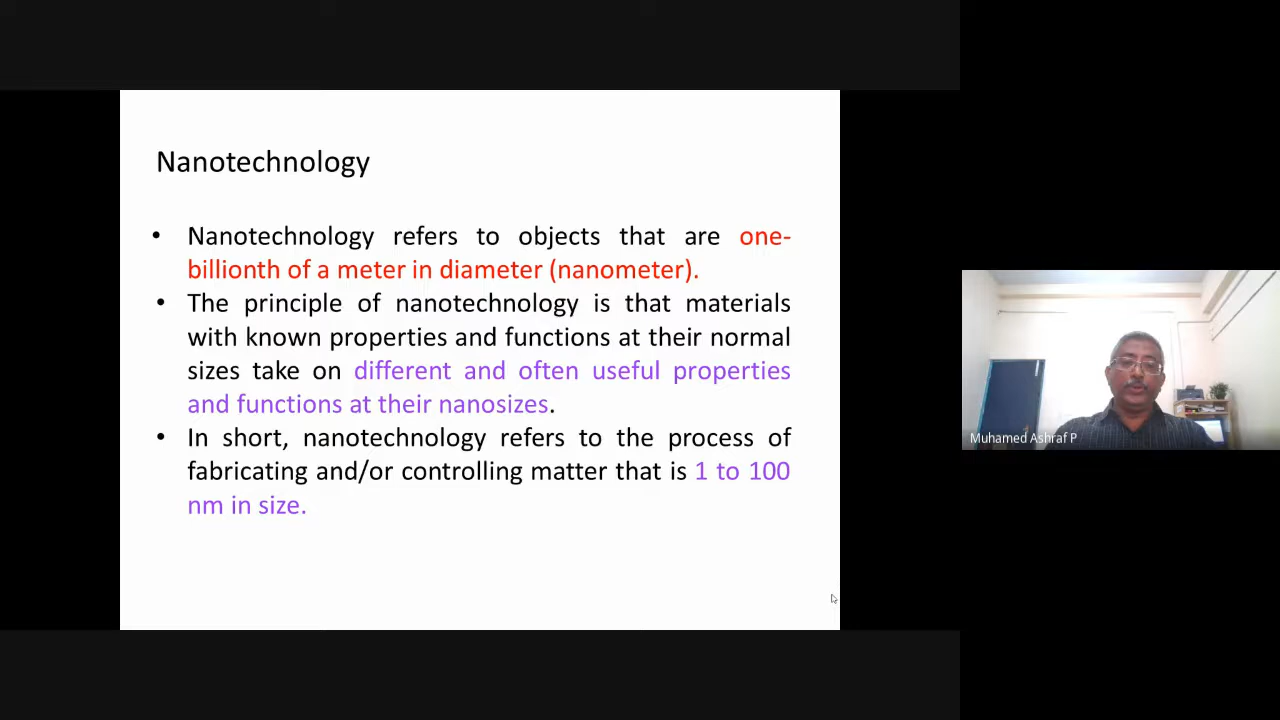 Nanotechnology
• Nanotechnology refers to objects that are one-
billionth of a meter in diameter (nanometer).
• The principle of nanotechnology is that materials
with known properties and functions at their normal
sizes take on different and often useful properties
and functions at their nanosizes.
• In short, nanotechnology refers to the process of
fabricating and/or controlling matter that is 1 to 100
nm in size.
Muhamed Ashraf P